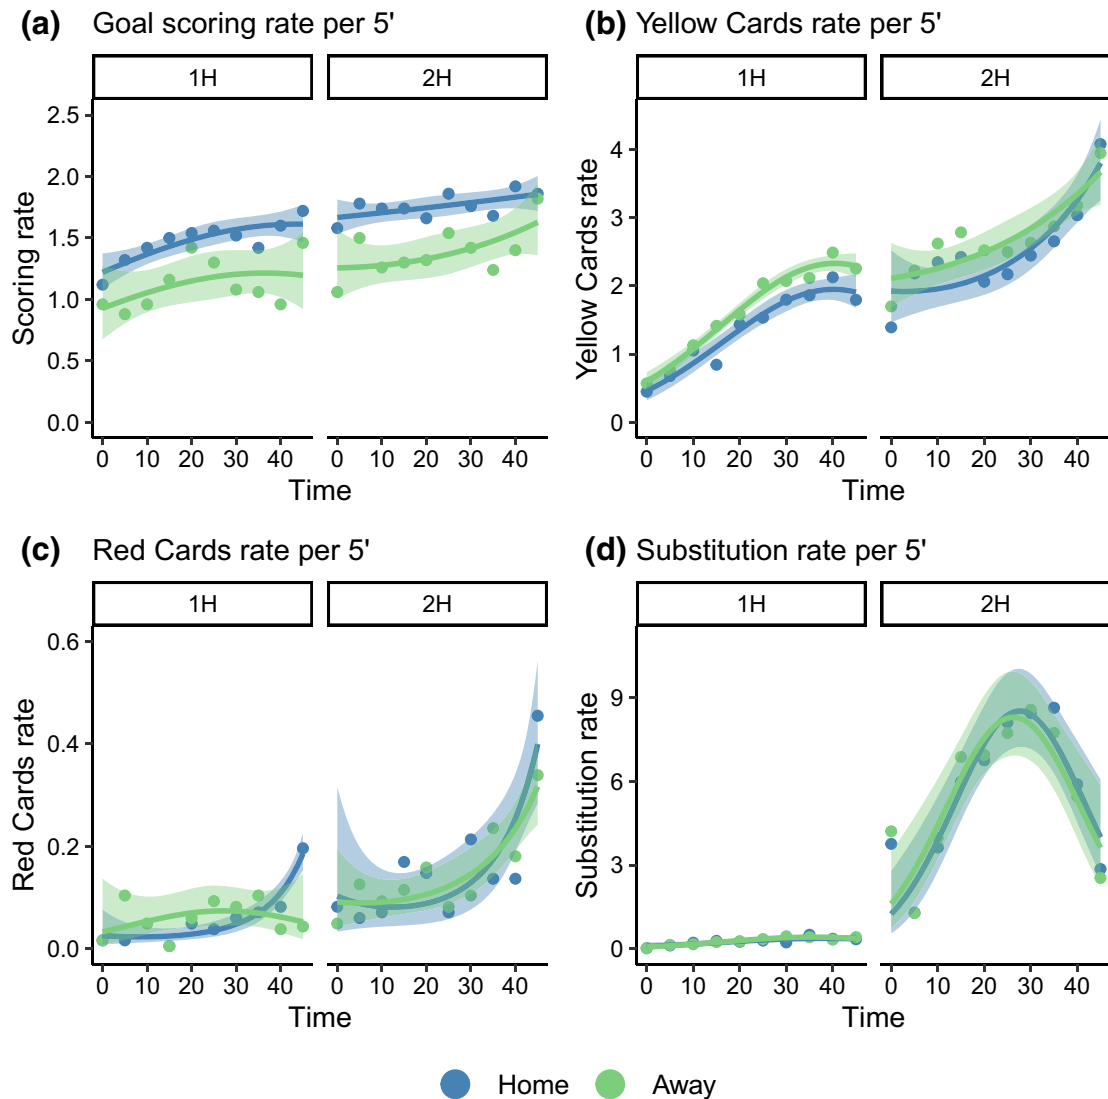 (a) Goal scoring rate per 5'
1H 2H
Scoring rate
2.5
2.0
1.5
1.0
0.5
0.0
0 10 20 30 40 0 10 20 30 40
Time
(b) Yellow Cards rate per 5'
1H 2H
Yellow Cards rate
4
3
2
1
0
0 10 20 30 40 0 10 20 30 40
Time
(c) Red Cards rate per 5'
1H 2H
Red Cards rate
0.6
0.4
0.2
0.0
0 10 20 30 40 0 10 20 30 40
Time
(d) Substitution rate per 5'
1H 2H
Substitution rate
9
6
3
0
0 10 20 30 40 0 10 20 30 40
Time
Home Away